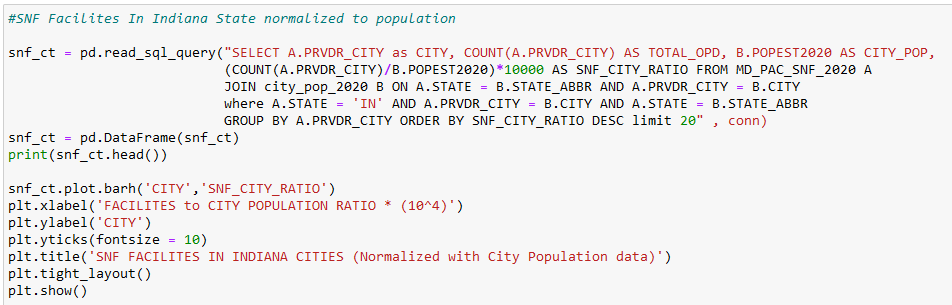 #SNF Facilites In Indiana State normalized to population
snf_ct = pd.read_sql_query("SELECT A.PRVDR_CITY as CITY, COUNT(A.PRVDR_CITY) AS TOTAL_OPD, B.POPEST2020 AS CITY_POP,
(COUNT(A.PRVDR_CITY)/B.POPEST2020)*10000 AS SNF_CITY_RATIO FROM MD_PAC_SNF_2020 A
JOIN city_pop_2020 B ON A.STATE = B.STATE_ABBR AND A.PRVDR_CITY = B.CITY
where A.STATE = 'IN' AND A.PRVDR_CITY = B.CITY AND A.STATE = B.STATE_ABBR
GROUP BY A.PRVDR_CITY ORDER BY SNF_CITY_RATIO DESC limit 20" , conn)
snf_ct = pd.DataFrame(snf_ct)
print(snf_ct.head())
snf_ct.plot.barh('CITY','SNF_CITY_RATIO')
plt.xlabel('FACILITES to CITY POPULATION RATIO * (10^4)')
plt.ylabel('CITY')
plt.yticks(fontsize = 10)
plt.title('SNF FACILITES IN INDIANA CITIES (Normalized with City Population data)')
plt.tight_layout()
plt.show()